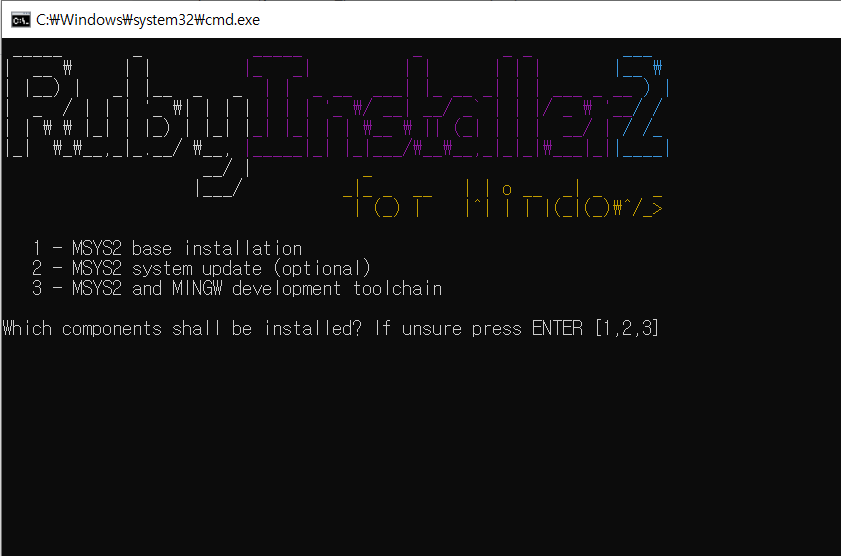 C:₩Windows₩system32₩cmd.exe
RubyInstaller2
for Windows
1 - MSYS2 base installation
2 - MSYS2 system update (optional)
3 - MSYS2 and MINGW development toolchain
Which components shall be installed? If unsure press ENTER [1,2,3]